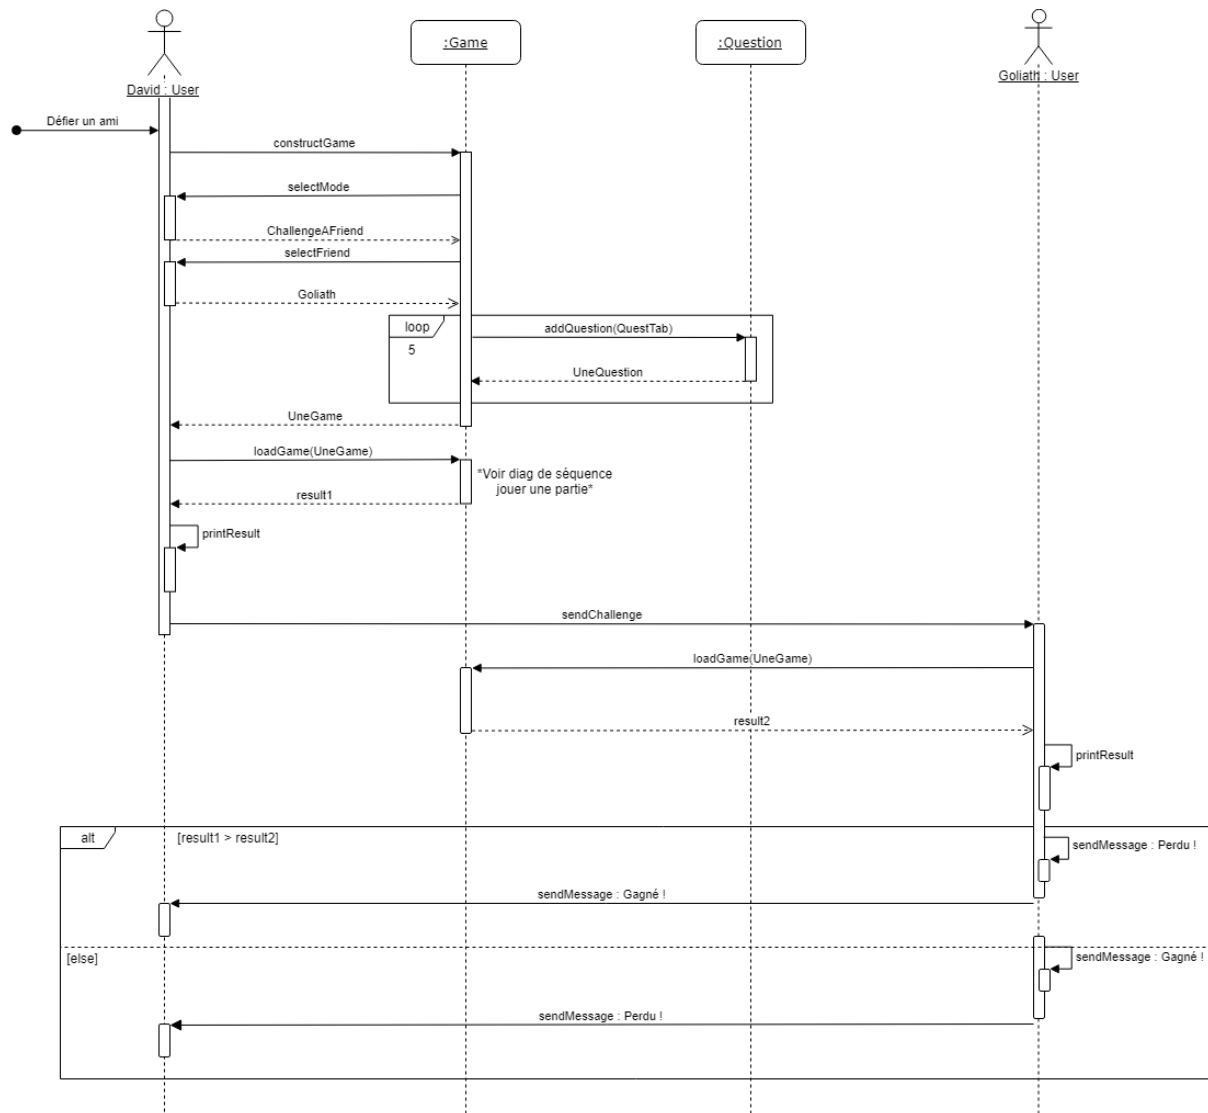 :Game
:Question
David : User
Goliath : User
Défier un ami
constructGame
selectMode
ChallengeAFriend
selectFriend
Goliath
loop
addQuestion(QuestTab)
5
UneQuestion
UneGame
loadGame(UneGame)
*Voir diag de séquence
jouer une partie*
result1
printResult
sendChallenge
loadGame(UneGame)
result2
printResult
alt
[result1 > result2]
sendMessage : Perdu !
sendMessage : Gagné !
[else]
sendMessage : Gagné !
sendMessage : Perdu !